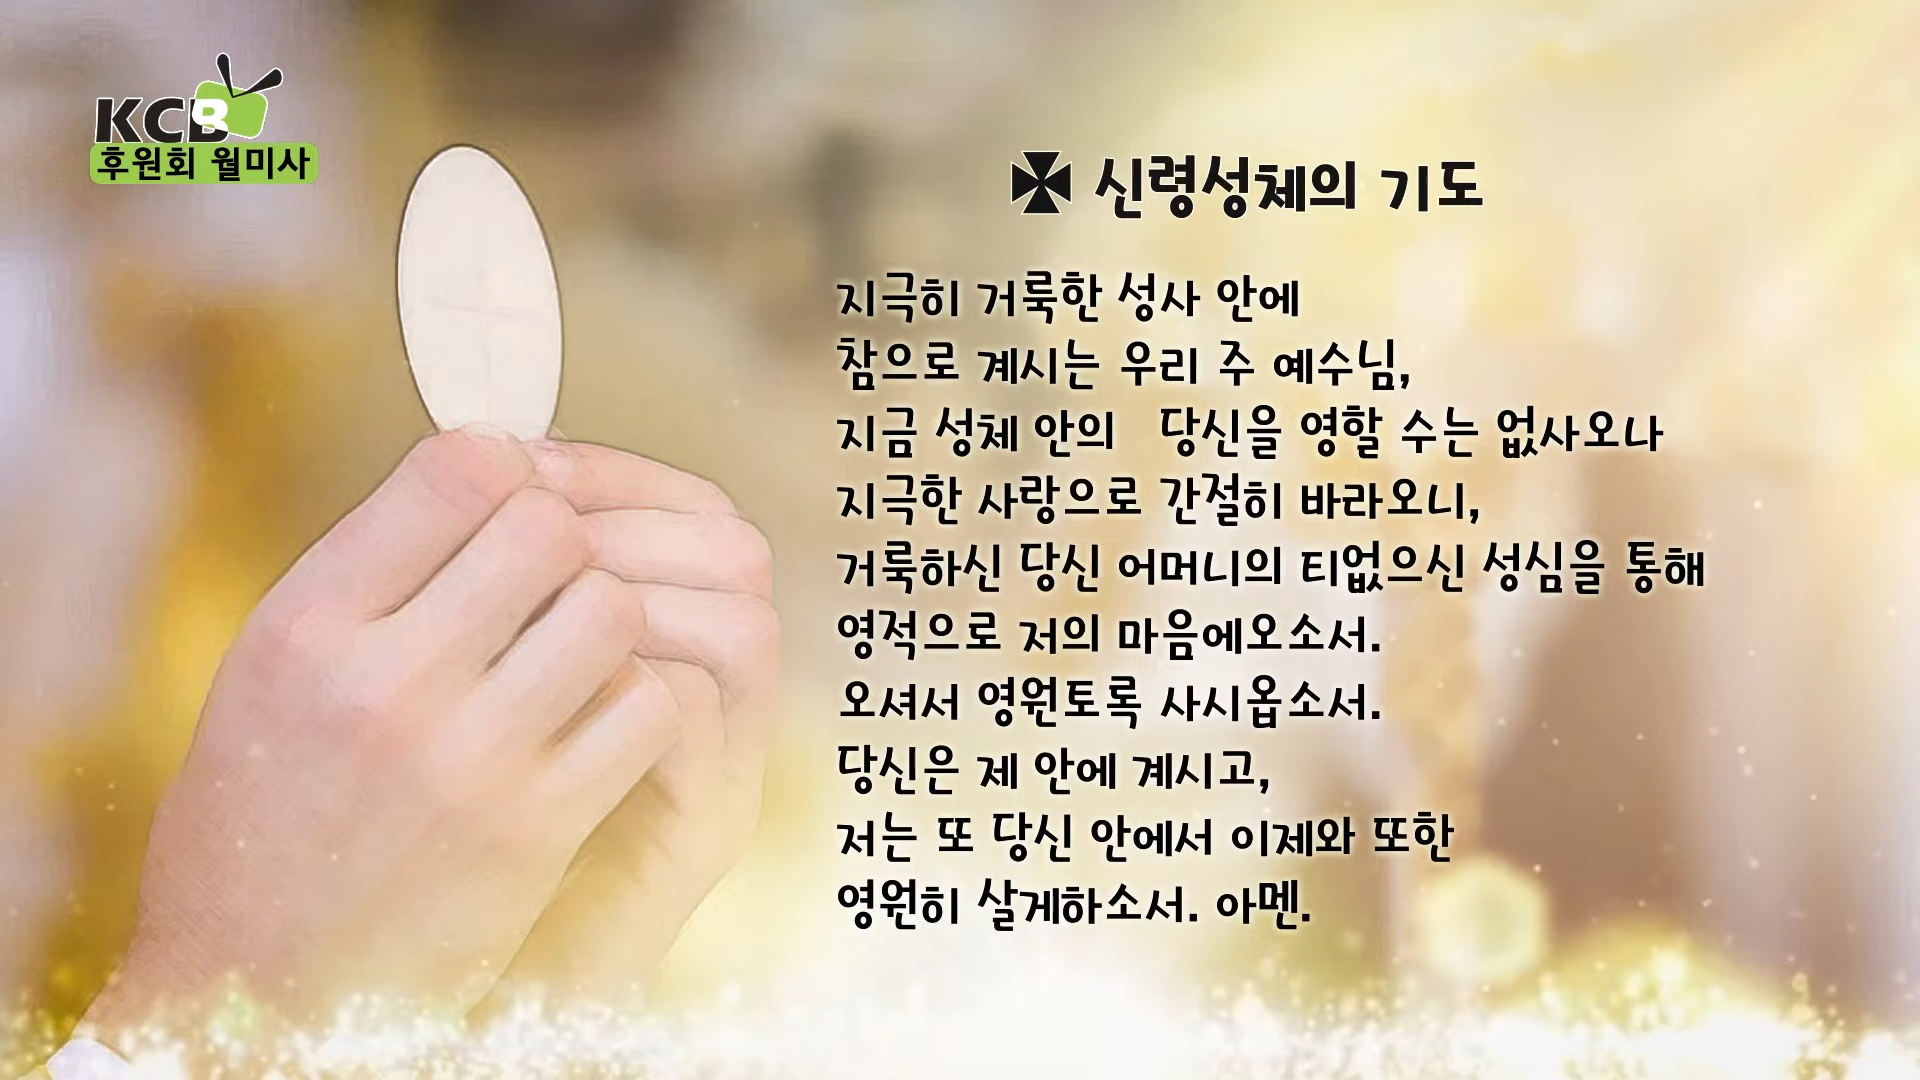 KCB
후원회 월미사
✠ 신령성체의 기도
지극히 거룩한 성사 안에
참으로 계시는 우리 주 예수님,
지금 성체 안의 당신을 영할 수는 없사오나
지극한 사랑으로 간절히 바라오니,
거룩하신 당신 어머니의 티없으신 성심을 통해
영적으로 저의 마음에오소서.
오셔서 영원토록 사시옵소서.
당신은 제 안에 계시고,
저는 또 당신 안에서 이제와 또한
영원히 살게하소서. 아멘.